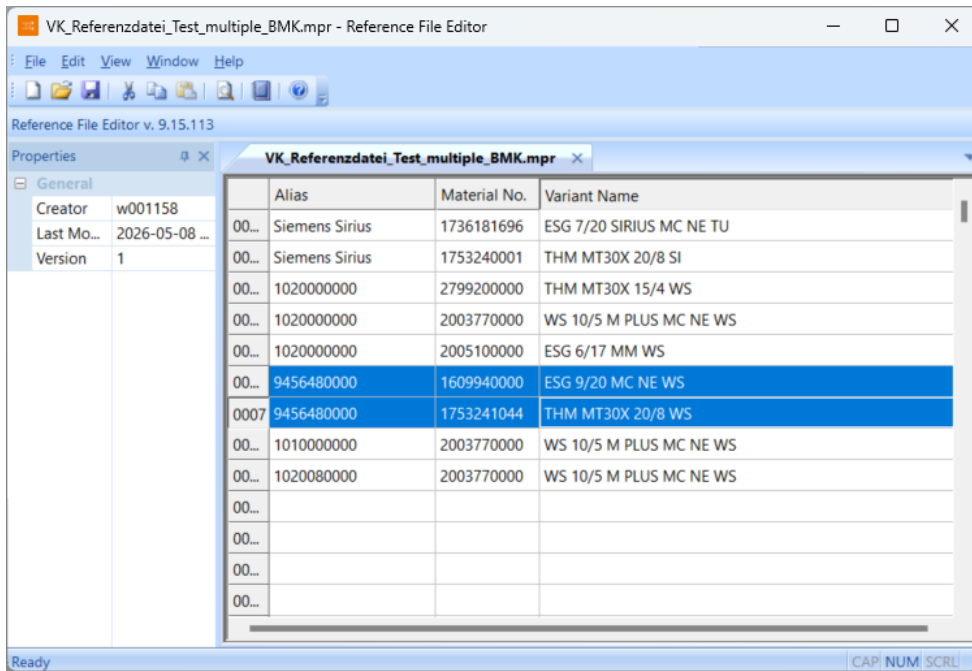 VK_Referenzdatei_Test_multiple_BMK.mpr - Reference File Editor
File Edit View Window Help
Reference File Editor v. 9.15.113
Properties
VK_Referenzdatei_Test_multiple_BMK.mpr
General
Creator w001158
Last Mo... 2026-05-08 ...
Version 1
Alias Material No. Variant Name
00... Siemens Sirius 1736181696 ESG 7/20 SIRIUS MC NE TU
00... Siemens Sirius 1753240001 THM MT30X 20/8 SI
00... 1020000000 2799200000 THM MT30X 15/4 WS
00... 1020000000 2003770000 WS 10/5 M PLUS MC NE WS
00... 1020000000 2005100000 ESG 6/17 MM WS
00... 9456480000 1609940000 ESG 9/20 MC NE WS
0007 9456480000 1753241044 THM MT30X 20/8 WS
00... 1010000000 2003770000 WS 10/5 M PLUS MC NE WS
00... 1020080000 2003770000 WS 10/5 M PLUS MC NE WS
00...
00...
00...
00...
Ready CAP NUM SCRL